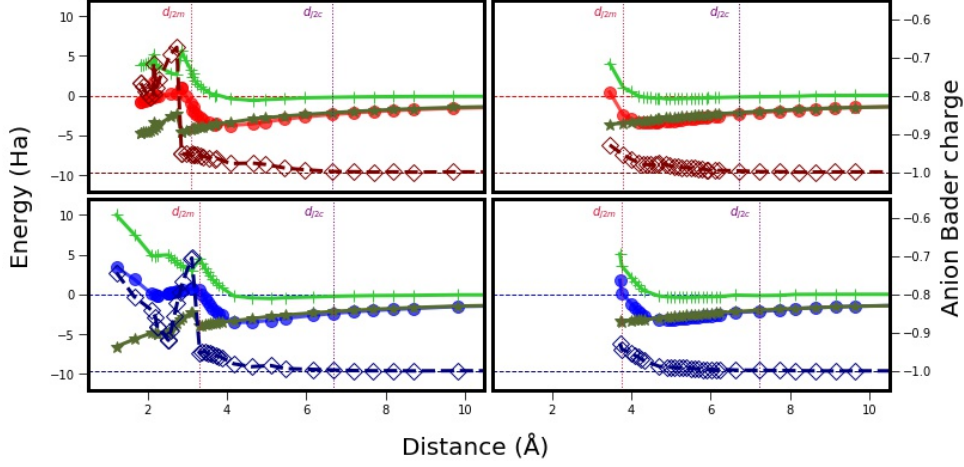 d_{J2m} d_{J2c} d_{J2m} d_{J2c}
10 −0.6
5 −0.7
0 −0.8
−5 −0.9
−10 −1.0
Energy (Ha)
Anion Bader charge
d_{J2m} d_{J2c} d_{J2m} d_{J2c}
10 −0.6
5 −0.7
0 −0.8
−5 −0.9
−10 −1.0
2 4 6 8 10 2 4 6 8 10
Distance (Å)